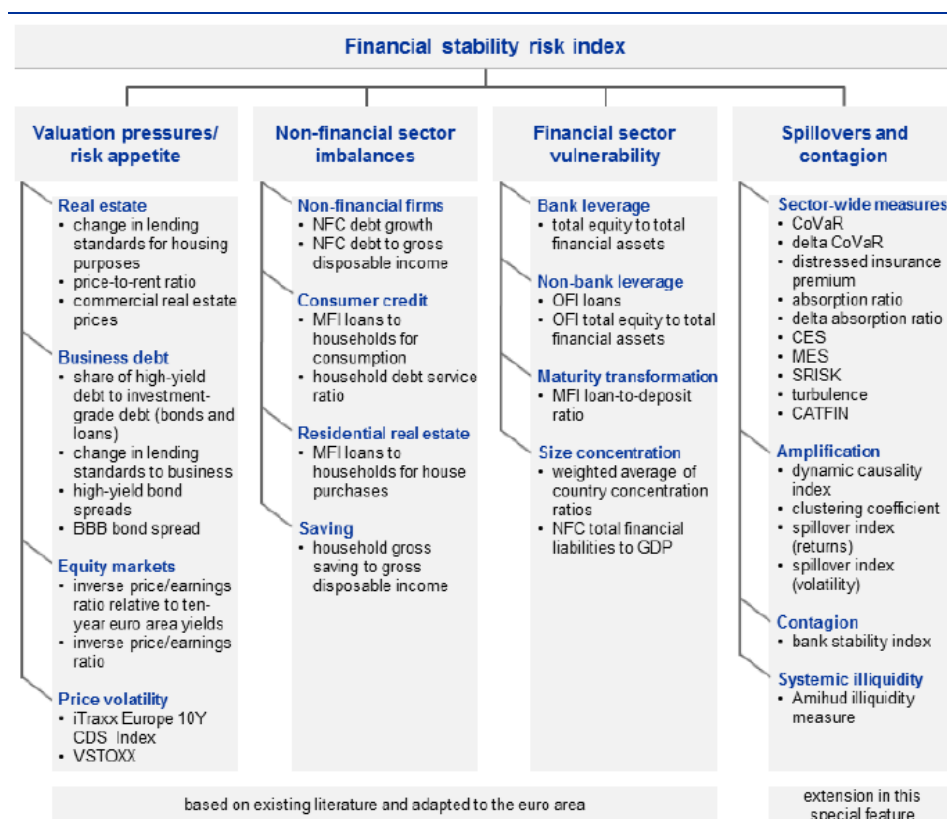 Financial stability risk index
Valuation pressures/
risk appetite
Real estate
• change in lending
standards for housing
purposes
• price-to-rent ratio
• commercial real estate
prices
Business debt
• share of high-yield
debt to investment-
grade debt (bonds and
loans)
• change in lending
standards to business
• high-yield bond
spreads
• BBB bond spread
Equity markets
• inverse price/earnings
ratio relative to ten-
year euro area yields
• inverse price/earnings
ratio
Price volatility
• iTraxx Europe 10Y
CDS Index
• VSTOXX
Non-financial sector
imbalances
Non-financial firms
• NFC debt growth
• NFC debt to gross
disposable income
Consumer credit
• MFI loans to
households for
consumption
• household debt service
ratio
Residential real estate
• MFI loans to
households for house
purchases
Saving
• household gross
saving to gross
disposable income
Financial sector
vulnerability
Bank leverage
• total equity to total
financial assets
Non-bank leverage
• OFI loans
• OFI total equity to total
financial assets
Maturity transformation
• MFI loan-to-deposit
ratio
Size concentration
• weighted average of
country concentration
ratios
• NFC total financial
liabilities to GDP
Spillovers and
contagion
Sector-wide measures
• CoVaR
• delta CoVaR
• distressed insurance
premium
• absorption ratio
• delta absorption ratio
• CES
• MES
• SRISK
• turbulence
• CATFIN
Amplification
• dynamic causality
index
• clustering coefficient
• spillover index
(returns)
• spillover index
(volatility)
Contagion
• bank stability index
Systemic illiquidity
• Amihud illiquidity
measure
based on existing literature and adapted to the euro area
extension in this
special feature